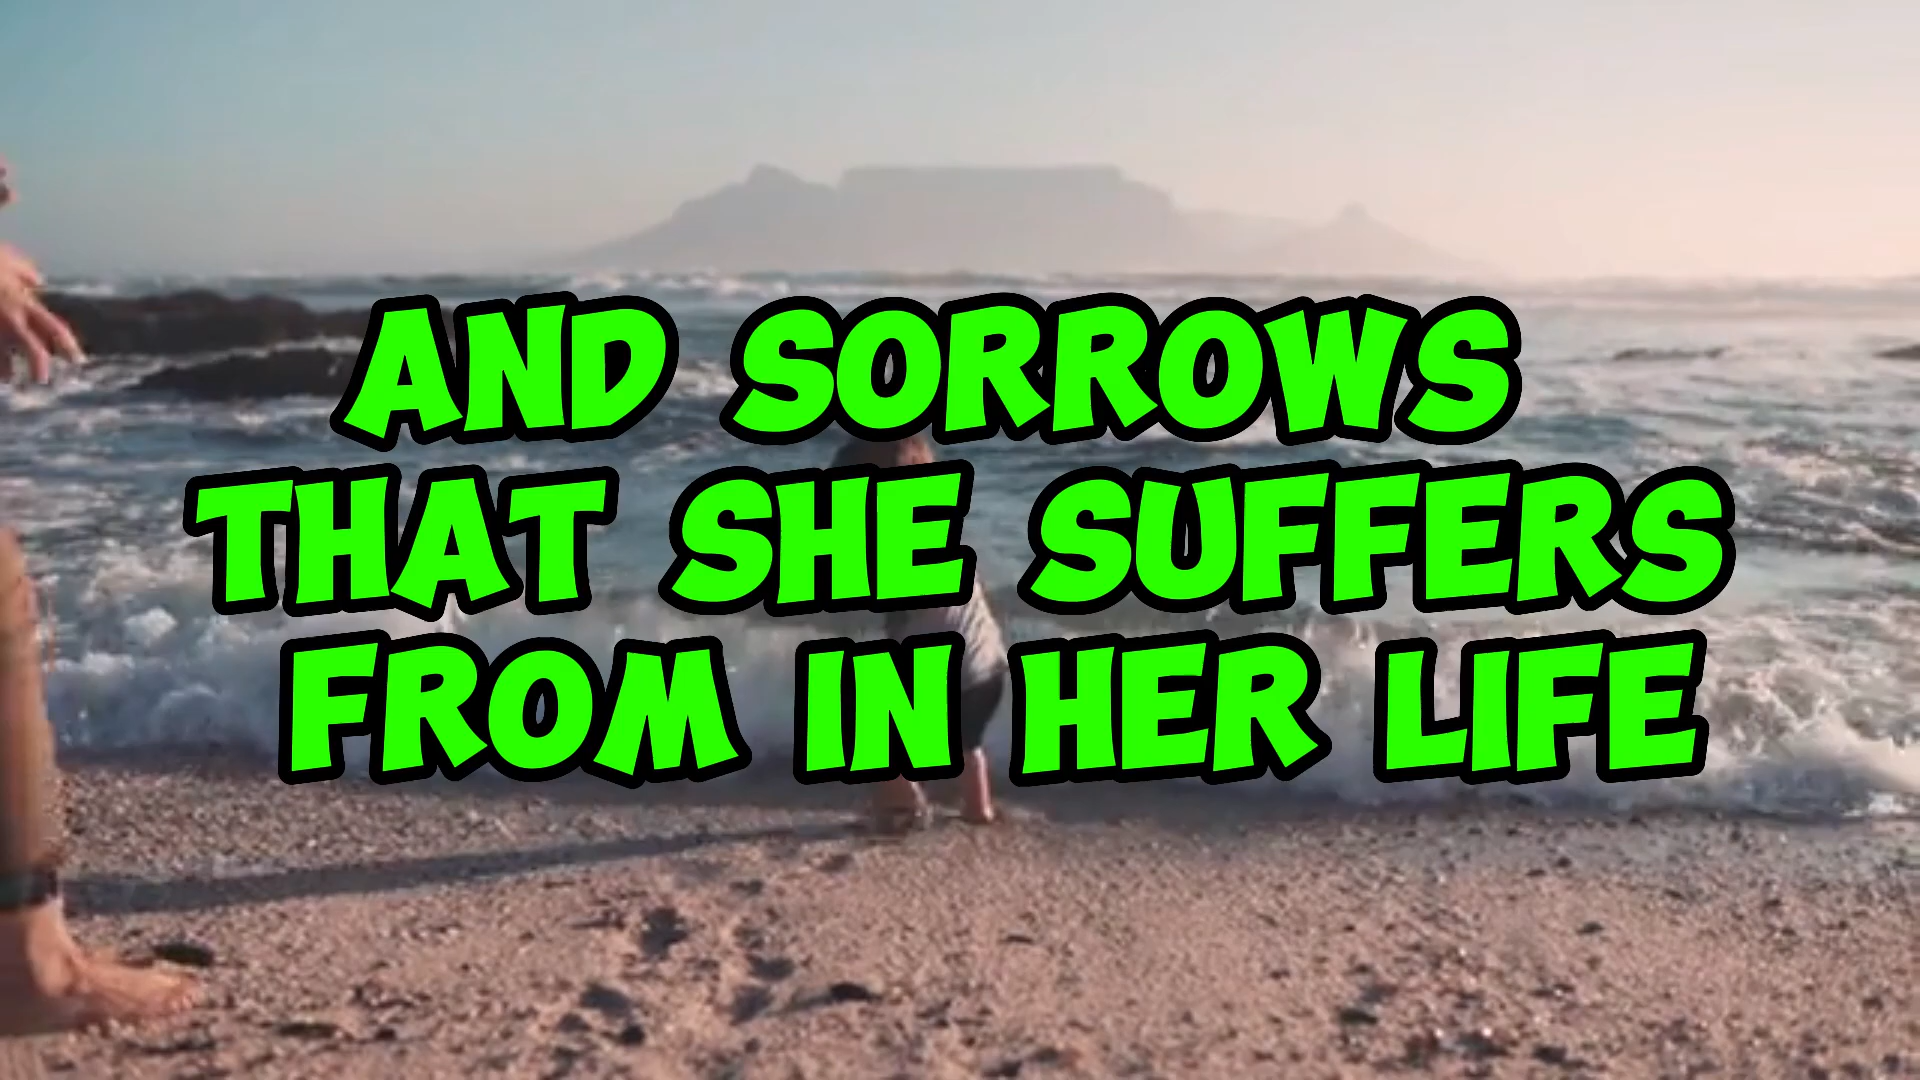 AND SORROWS
THAT SHE SUFFERS
FROM IN HER LIFE